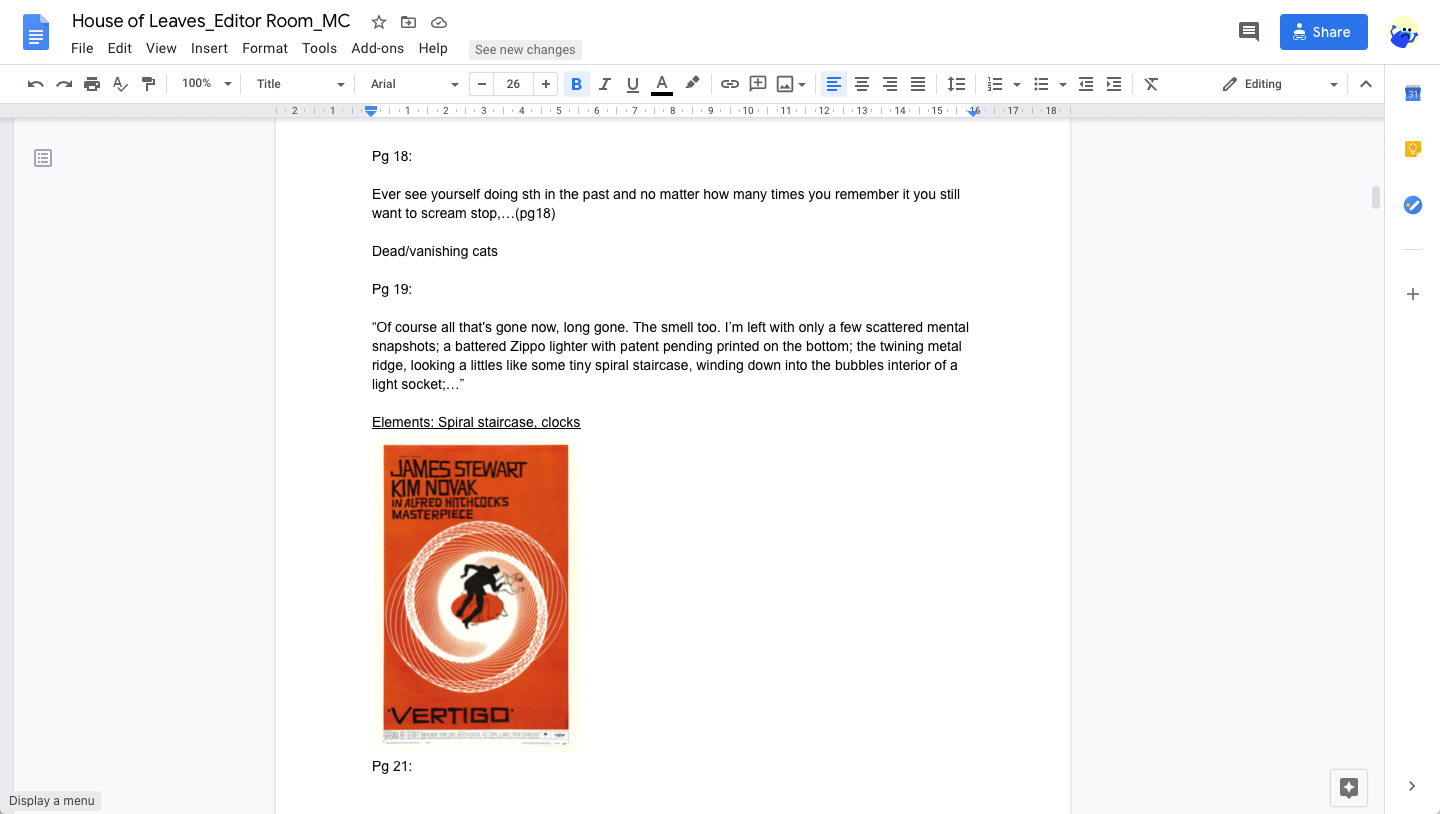 House of Leaves_Editor Room_MC
File Edit View Insert Format Tools Add-ons Help See new changes
Share
100% Title Arial 26 B I U A Editing
2 1 1 2 3 4 5 6 7 8 9 10 11 12 13 14 15 16 17 18
31
Pg 18:
Ever see yourself doing sth in the past and no matter how many times you remember it you still
want to scream stop,…(pg18)
Dead/vanishing cats
Pg 19:
“Of course all that's gone now, long gone. The smell too. I’m left with only a few scattered mental
snapshots; a battered Zippo lighter with patent pending printed on the bottom; the twining metal
ridge, looking a littles like some tiny spiral staircase, winding down into the bubbles interior of a
light socket;…”
Elements: Spiral staircase, clocks
JAMES STEWART
KIM NOVAK
IN ALFRED HITCHCOCK'S
MASTERPIECE
'VERTIGO'
Pg 21:
Display a menu